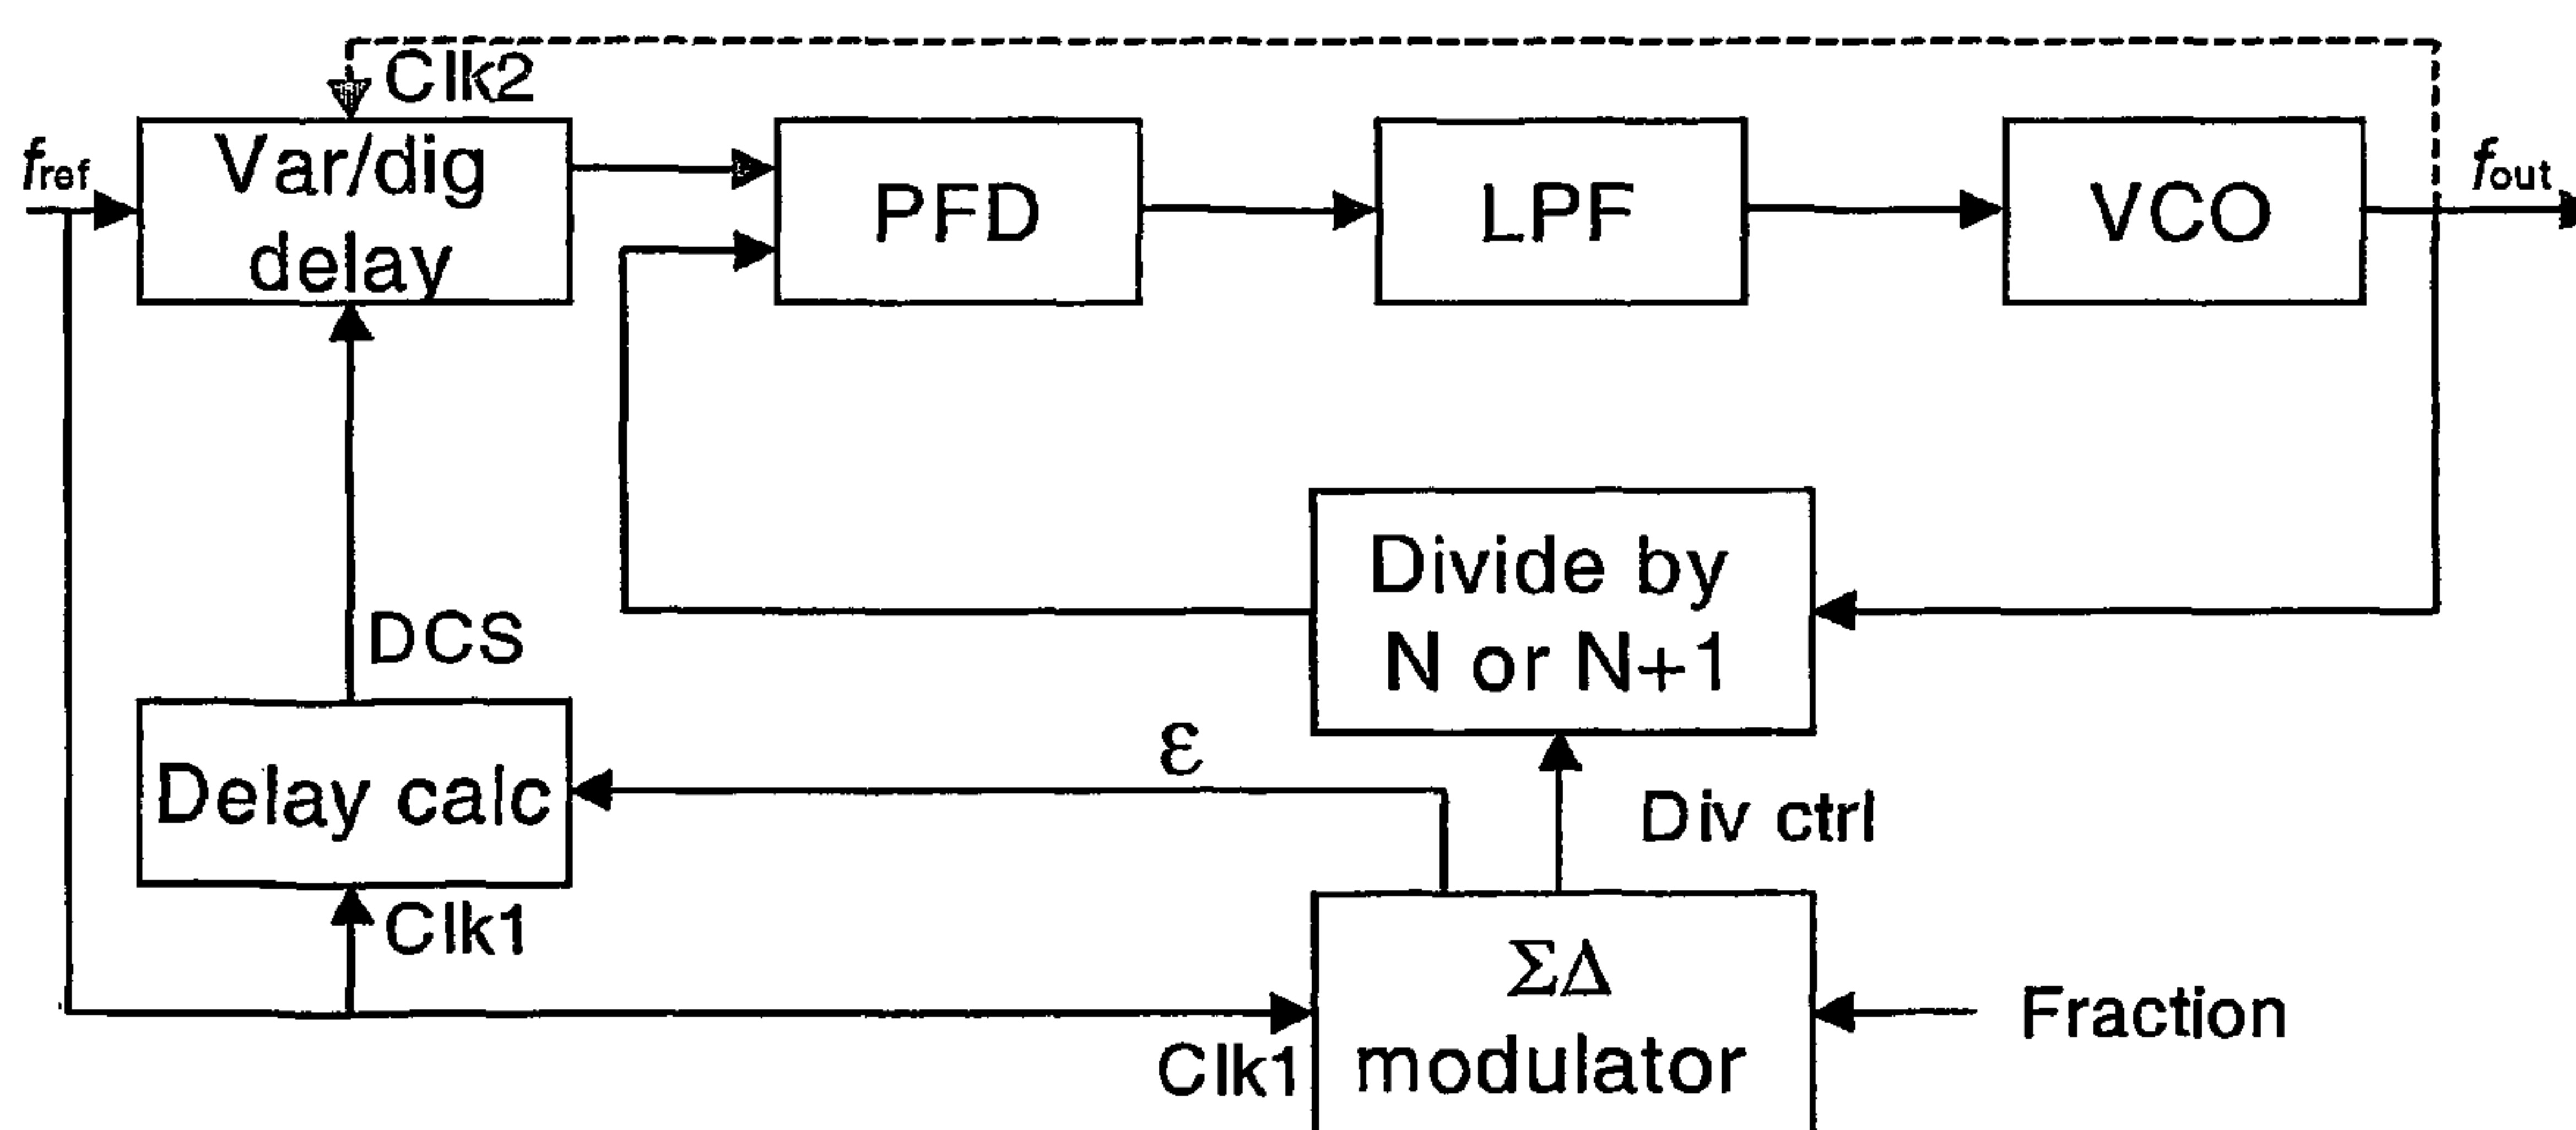 Clk2
fref
Var/dig
delay
PFD
LPF
VCO
fout
Divide by
N or N+1
DCS
ε
Delay calc
Div ctrl
Clk1
ΣΔ
modulator
Fraction
Clk1